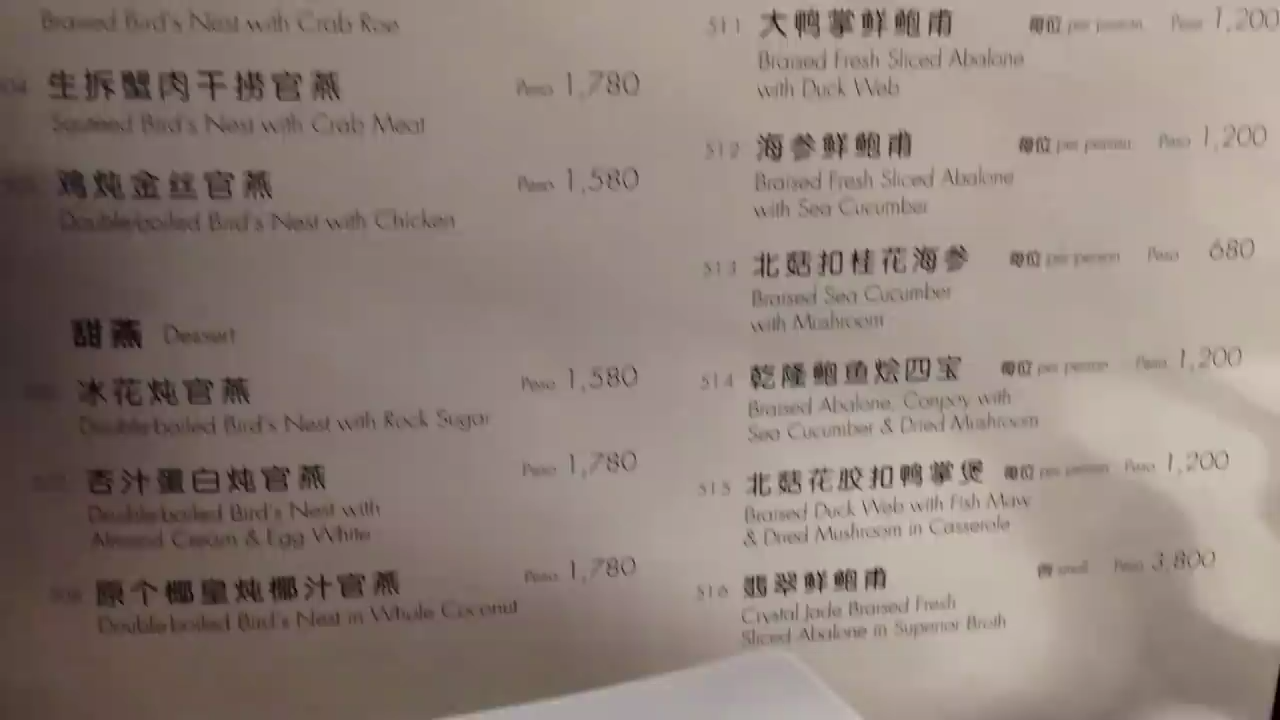 Braised Bird's Nest with Crab Roe
504 生拆蟹肉干捞官燕 Peso 1,780
Sauteed Bird's Nest with Crab Meat
鸡炖金丝官燕 Peso 1,580
Double-boiled Bird's Nest with Chicken
甜燕 Dessert
冰花炖官燕 Peso 1,580
Double-boiled Bird's Nest with Rock Sugar
杏汁蛋白炖官燕 Peso 1,780
Double-boiled Bird's Nest with
Almond Cream & Egg White
508 原个椰皇炖椰汁官燕 Peso 1,780
Double-boiled Bird's Nest in Whole Coconut
511 大鸭掌鲜鲍甫 每位 per person Peso 1,200
Braised Fresh Sliced Abalone
with Duck Web
512 海参鲜鲍甫 每位 per person Peso 1,200
Braised Fresh Sliced Abalone
with Sea Cucumber
513 北菇扣桂花海参 每位 per person Peso 680
Braised Sea Cucumber
with Mushroom
514 乾隆鲍鱼烩四宝 每位 per person Peso 1,200
Braised Abalone, Conpoy with
Sea Cucumber & Dried Mushroom
515 北菇花胶扣鸭掌煲 每位 per person Peso 1,200
Braised Duck Web with Fish Maw
& Dried Mushroom in Casserole
516 翡翠鲜鲍甫 small Peso 3,800
Crystal Jade Braised Fresh
Sliced Abalone in Superior Broth